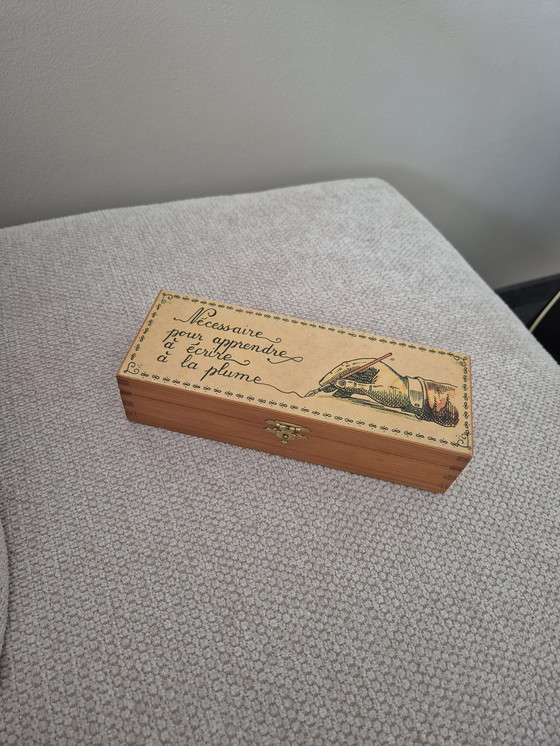 Nécessaire
pour apprendre
à écrire
à la plume